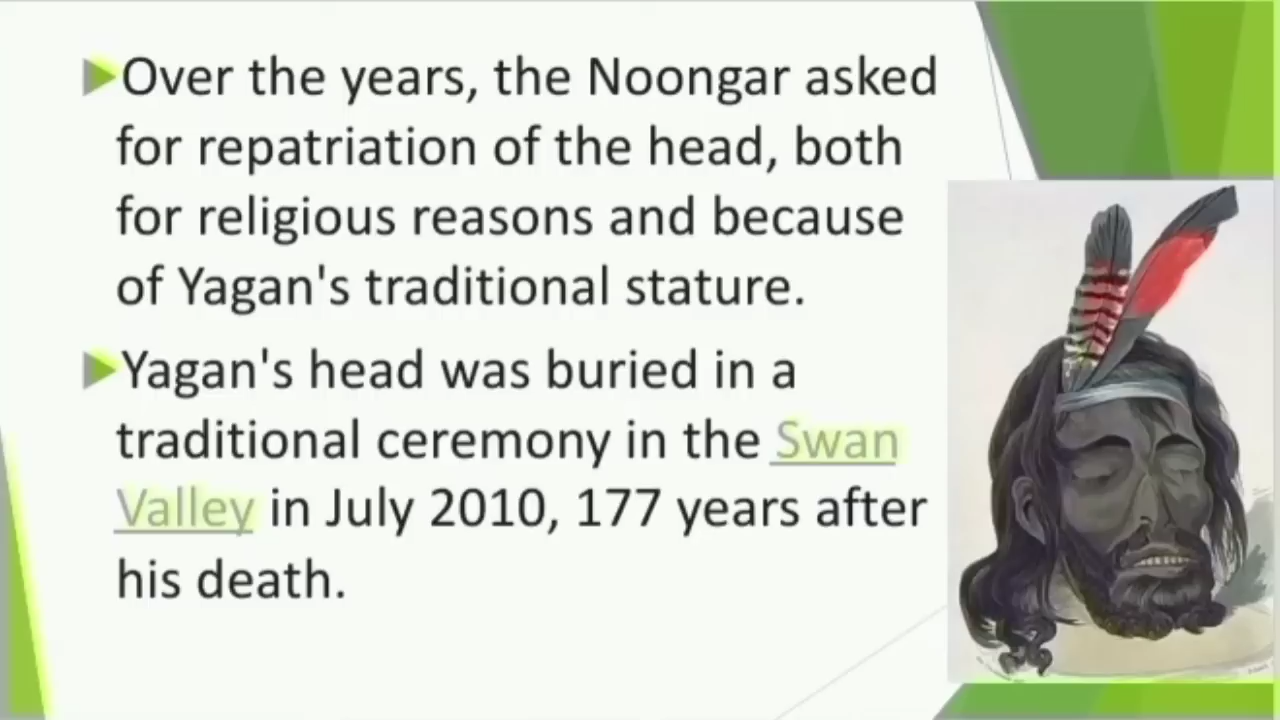 Over the years, the Noongar asked
for repatriation of the head, both
for religious reasons and because
of Yagan's traditional stature.
Yagan's head was buried in a
traditional ceremony in the Swan
Valley in July 2010, 177 years after
his death.